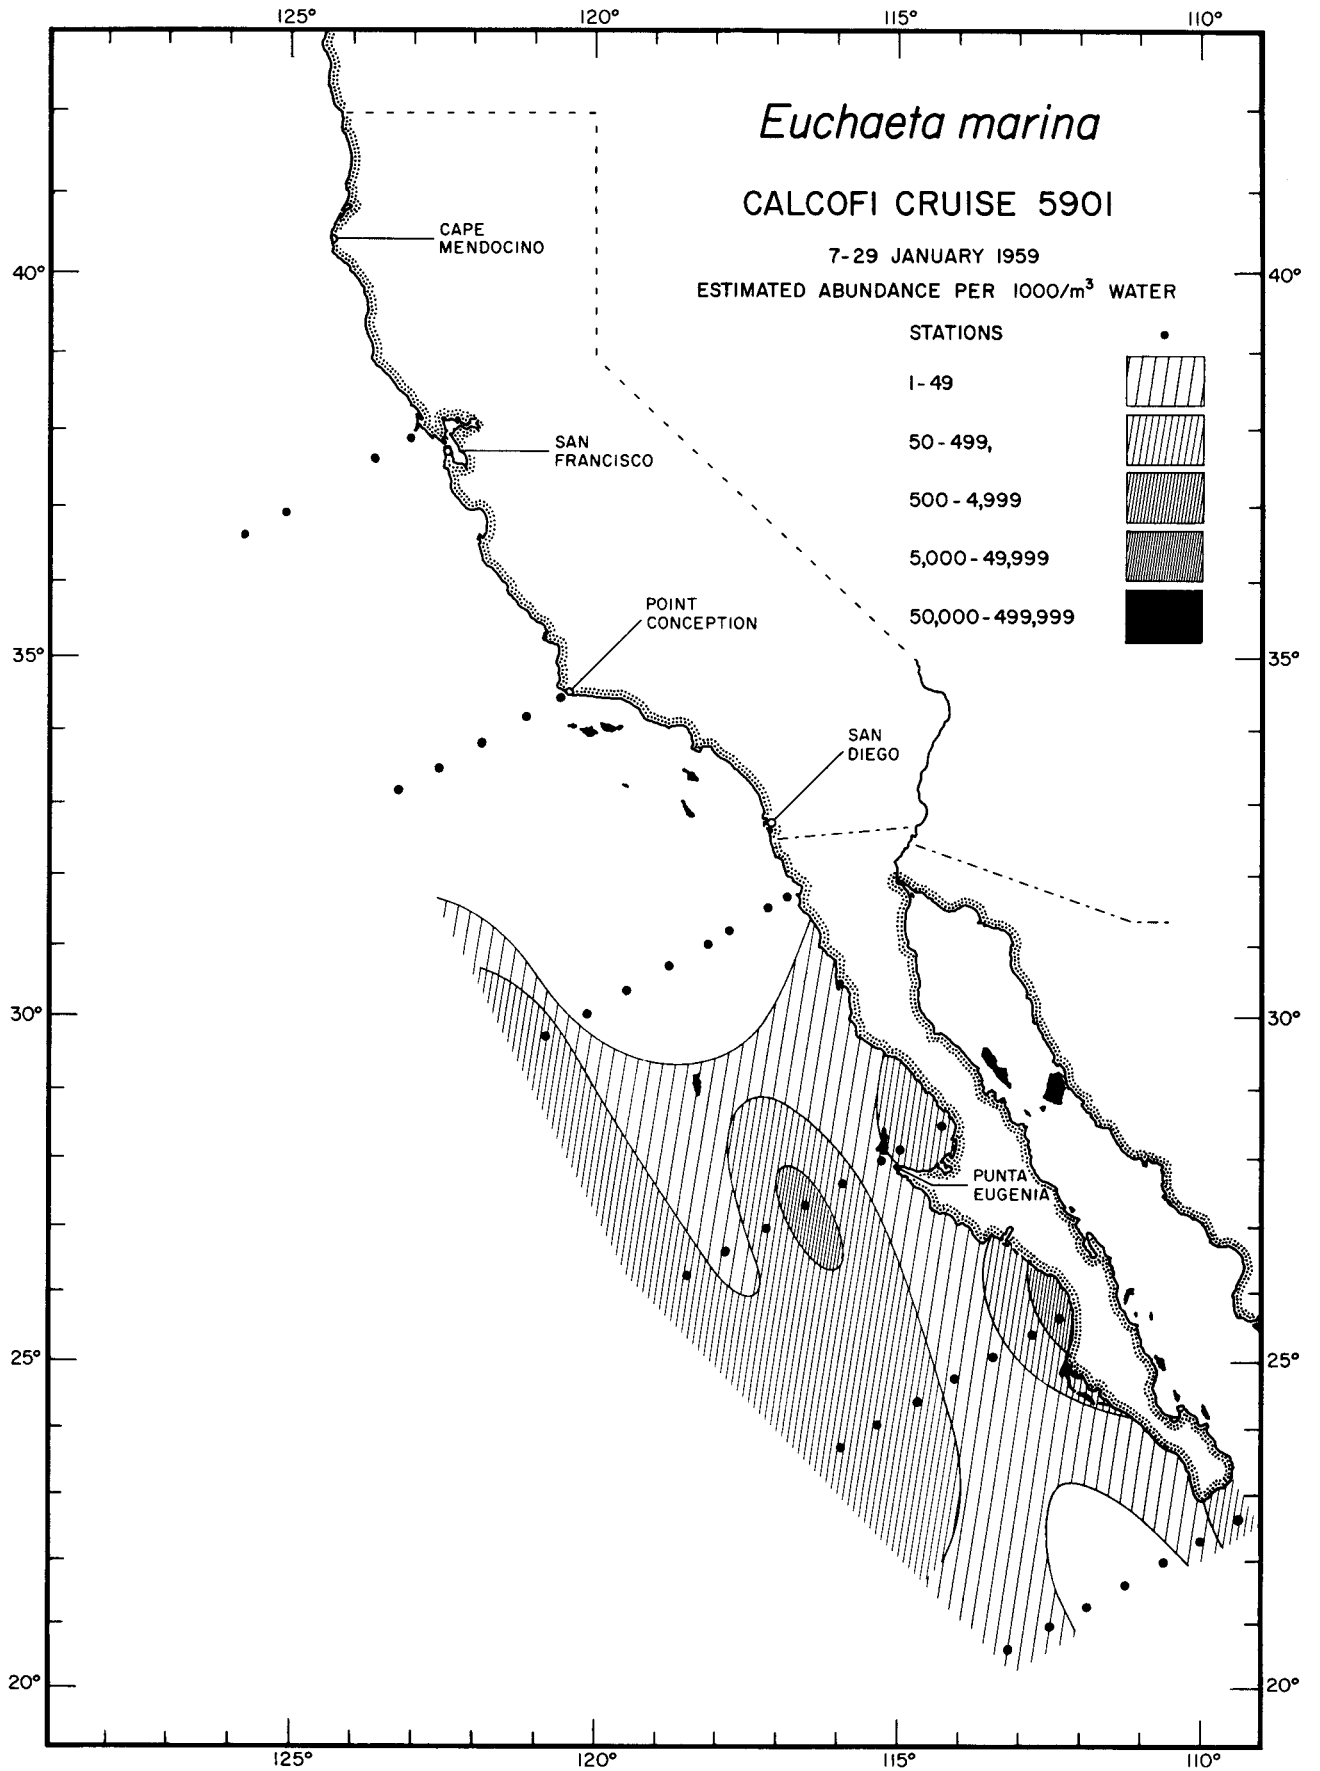 125° 120° 115° 110°
Euchaeta marina
CALCOFI CRUISE 5901
7-29 JANUARY 1959
ESTIMATED ABUNDANCE PER 1000/m³ WATER
STATIONS
1-49
50-499,
500-4,999
5,000-49,999
50,000-499,999
CAPE
MENDOCINO
40° 40°
SAN
FRANCISCO
POINT
CONCEPTION
35° 35°
SAN
DIEGO
30° 30°
PUNTA
EUGENIA
25° 25°
20° 20°
125° 120° 115° 110°